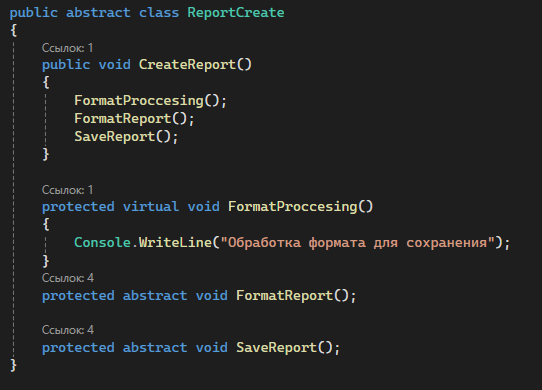 public abstract class ReportCreate
{
Ссылок: 1
public void CreateReport()
{
FormatProccesing();
FormatReport();
SaveReport();
}
Ссылок: 1
protected virtual void FormatProccesing()
{
Console.WriteLine("Обработка формата для сохранения");
}
Ссылок: 4
protected abstract void FormatReport();
Ссылок: 4
protected abstract void SaveReport();
}